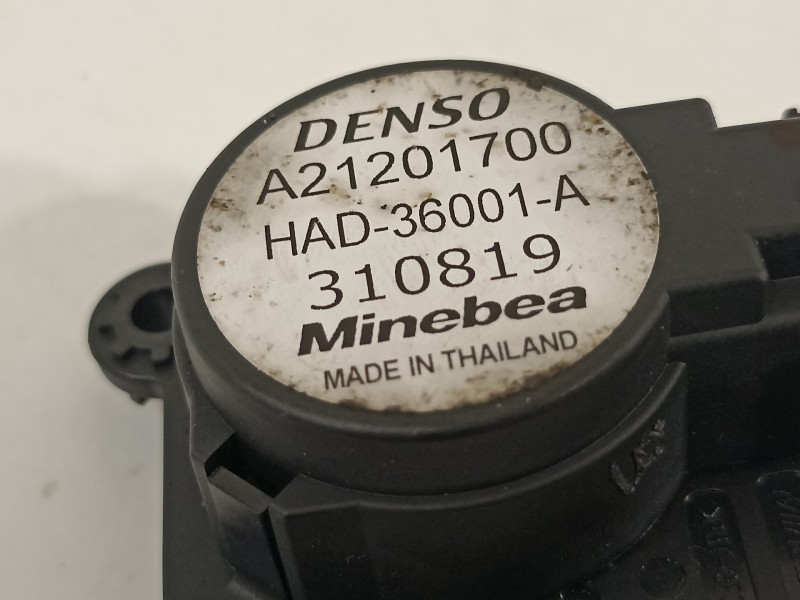 DENSO
A21201700
HAD-36001-A
310819
Minebea
MADE IN THAILAND